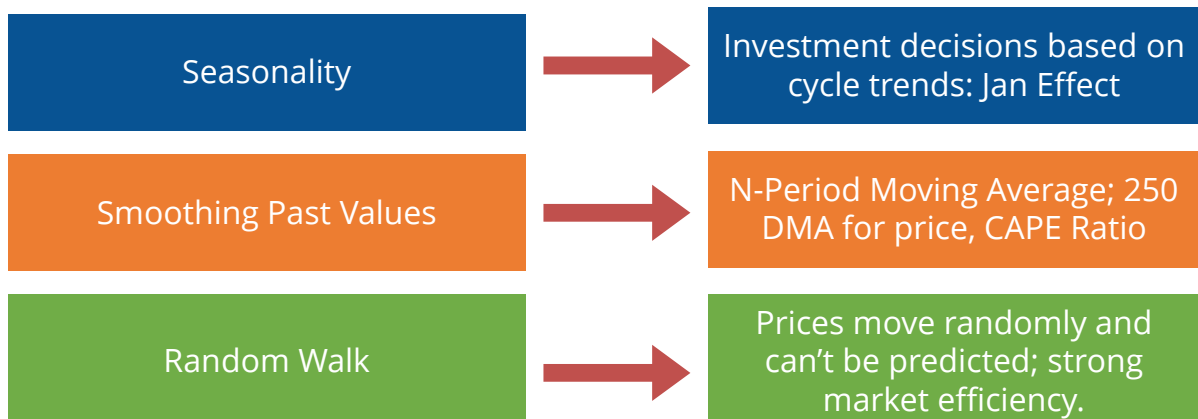 Seasonality
Investment decisions based on
cycle trends: Jan Effect
Smoothing Past Values
N-Period Moving Average; 250
DMA for price, CAPE Ratio
Random Walk
Prices move randomly and
can’t be predicted; strong
market efficiency.